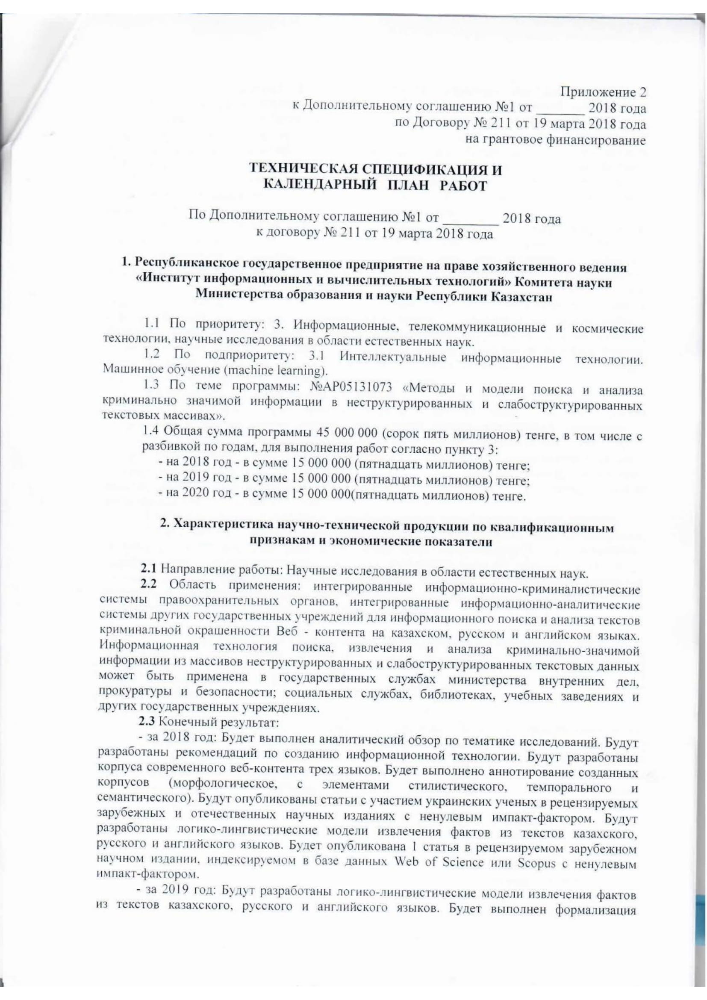 Приложение 2
к Дополнительному соглашению №1 от _______ 2018 года
по Договору № 211 от 19 марта 2018 года
на грантовое финансирование
ТЕХНИЧЕСКАЯ СПЕЦИФИКАЦИЯ И
КАЛЕНДАРНЫЙ ПЛАН РАБОТ
По Дополнительному соглашению №1 от ________ 2018 года
к договору № 211 от 19 марта 2018 года
1. Республиканское государственное предприятие на праве хозяйственного ведения
«Институт информационных и вычислительных технологий» Комитета науки
Министерства образования и науки Республики Казахстан
1.1 По приоритету: 3. Информационные, телекоммуникационные и космические
технологии, научные исследования в области естественных наук.
1.2 По подприоритету: 3.1 Интеллектуальные информационные технологии.
Машинное обучение (machine learning).
1.3 По теме программы: №АР05131073 «Методы и модели поиска и анализа
криминально значимой информации в неструктурированных и слабоструктурированных
текстовых массивах».
1.4 Общая сумма программы 45 000 000 (сорок пять миллионов) тенге, в том числе с
разбивкой по годам, для выполнения работ согласно пункту 3:
- на 2018 год - в сумме 15 000 000 (пятнадцать миллионов) тенге;
- на 2019 год - в сумме 15 000 000 (пятнадцать миллионов) тенге;
- на 2020 год - в сумме 15 000 000(пятнадцать миллионов) тенге.
2. Характеристика научно-технической продукции по квалификационным
признакам и экономические показатели
2.1 Направление работы: Научные исследования в области естественных наук.
2.2 Область применения: интегрированные информационно-криминалистические
системы правоохранительных органов, интегрированные информационно-аналитические
системы других государственных учреждений для информационного поиска и анализа текстов
криминальной окрашенности Веб - контента на казахском, русском и английском языках.
Информационная технология поиска, извлечения и анализа криминально-значимой
информации из массивов неструктурированных и слабоструктурированных текстовых данных
может быть применена в государственных службах министерства внутренних дел,
прокуратуры и безопасности; социальных службах, библиотеках, учебных заведениях и
других государственных учреждениях.
2.3 Конечный результат:
- за 2018 год: Будет выполнен аналитический обзор по тематике исследований. Будут
разработаны рекомендаций по созданию информационной технологии. Будут разработаны
корпуса современного веб-контента трех языков. Будет выполнено аннотирование созданных
корпусов (морфологическое, с элементами стилистического, темпорального и
семантического). Будут опубликованы статьи с участием украинских ученых в рецензируемых
зарубежных и отечественных научных изданиях с ненулевым импакт-фактором. Будут
разработаны логико-лингвистические модели извлечения фактов из текстов казахского,
русского и английского языков. Будет опубликована 1 статья в рецензируемом зарубежном
научном издании, индексируемом в базе данных Web of Science или Scopus с ненулевым
импакт-фактором.
- за 2019 год: Будут разработаны логико-лингвистические модели извлечения фактов
из текстов казахского, русского и английского языков. Будет выполнен формализация